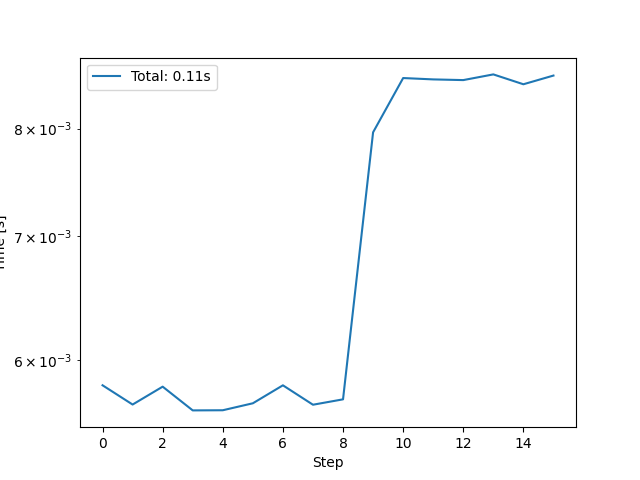 Total: 0.11s
8 × 10⁻³
7 × 10⁻³
6 × 10⁻³
[s]
0 2 4 6 8 10 12 14
Step